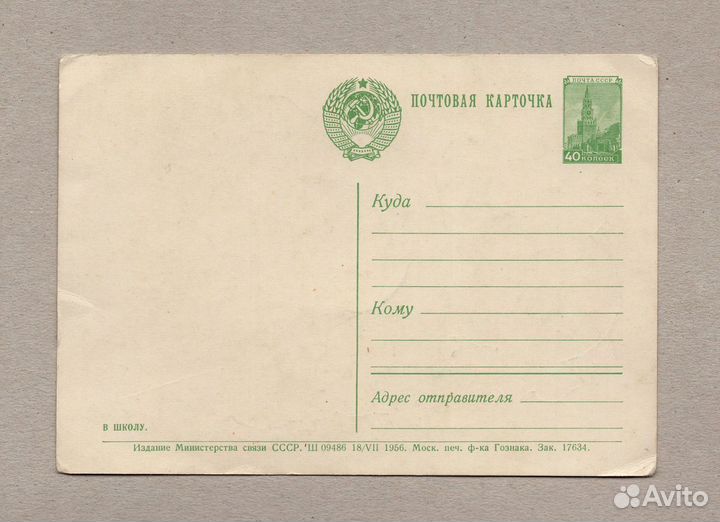 ПОЧТОВАЯ КАРТОЧКА
ПОЧТА СССР
40 КОПЕЕК
Куда
Кому
Адрес отправителя
В ШКОЛУ.
Издание Министерства связи СССР. Ш 09486 18/VII 1956. Моск. печ. ф-ка Гознака. Зак. 17634.
Avito